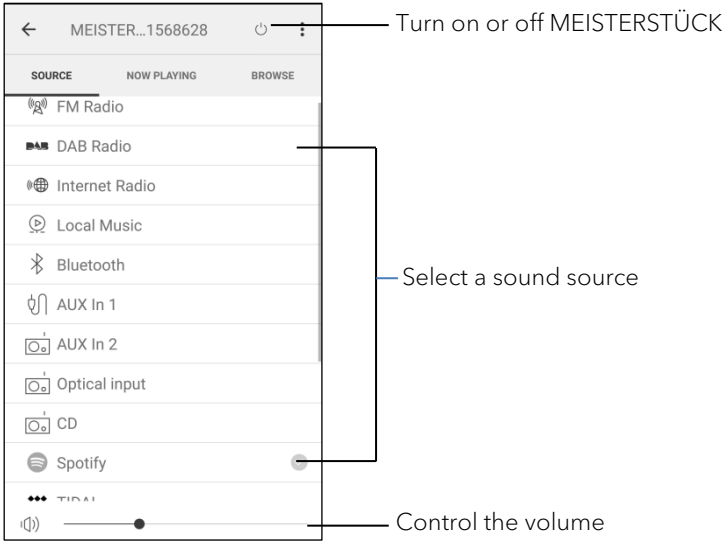 MEISTER...1568628
Turn on or off MEISTERSTÜCK
SOURCE NOW PLAYING BROWSE
FM Radio
DAB DAB Radio
Internet Radio
Local Music
Bluetooth
AUX In 1
AUX In 2
Optical input
CD
Spotify
TIDAL
Select a sound source
Control the volume